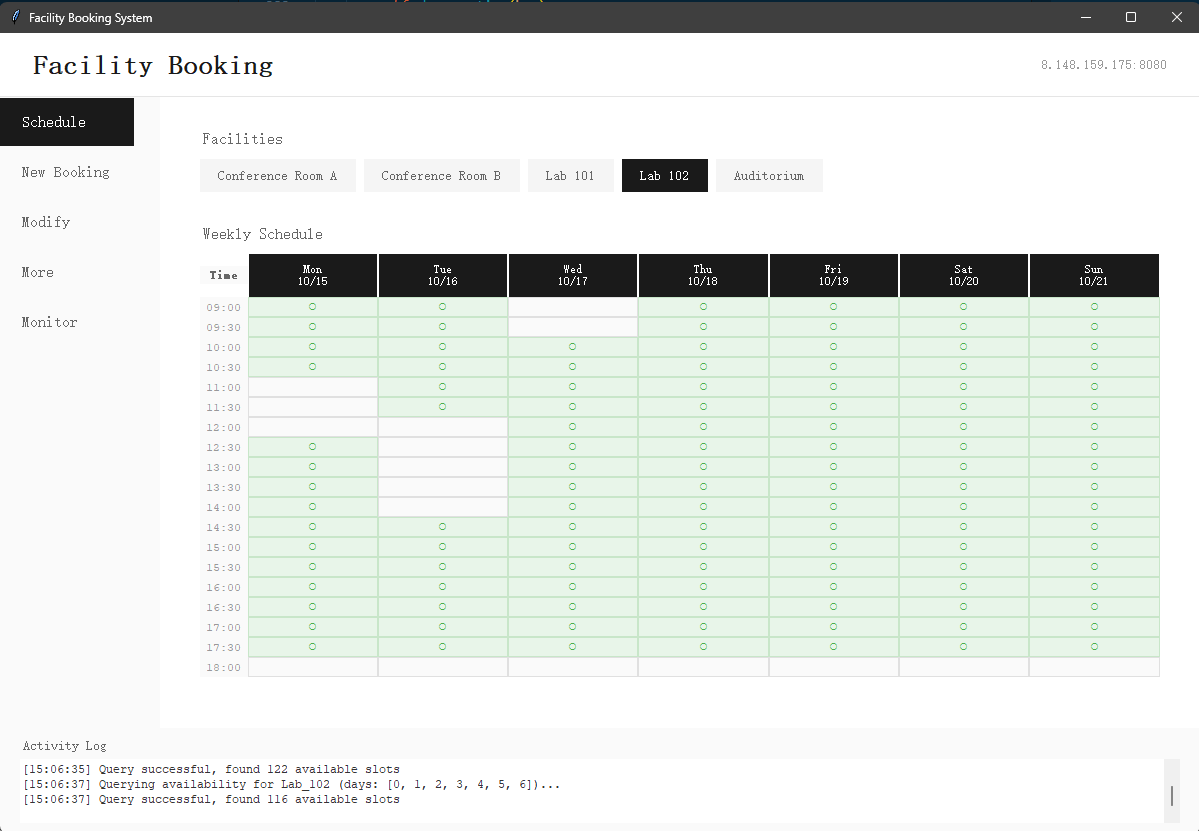 Facility Booking System
Facility Booking
8.148.159.175:8080
Schedule
New Booking
Modify
More
Monitor
Facilities
Conference Room A
Conference Room B
Lab 101
Lab 102
Auditorium
Weekly Schedule
Time
Mon
10/15
Tue
10/16
Wed
10/17
Thu
10/18
Fri
10/19
Sat
10/20
Sun
10/21
09:00 ○ ○ ○ ○ ○ ○
09:30 ○ ○ ○ ○ ○ ○
10:00 ○ ○ ○ ○ ○ ○ ○
10:30 ○ ○ ○ ○ ○ ○ ○
11:00 ○ ○ ○ ○ ○ ○
11:30 ○ ○ ○ ○ ○ ○
12:00 ○ ○ ○ ○ ○
12:30 ○ ○ ○ ○ ○ ○
13:00 ○ ○ ○ ○ ○ ○
13:30 ○ ○ ○ ○ ○ ○
14:00 ○ ○ ○ ○ ○ ○
14:30 ○ ○ ○ ○ ○ ○ ○
15:00 ○ ○ ○ ○ ○ ○ ○
15:30 ○ ○ ○ ○ ○ ○ ○
16:00 ○ ○ ○ ○ ○ ○ ○
16:30 ○ ○ ○ ○ ○ ○ ○
17:00 ○ ○ ○ ○ ○ ○ ○
17:30 ○ ○ ○ ○ ○ ○ ○
18:00
Activity Log
[15:06:35] Query successful, found 122 available slots
[15:06:37] Querying availability for Lab_102 (days: [0, 1, 2, 3, 4, 5, 6])...
[15:06:37] Query successful, found 116 available slots